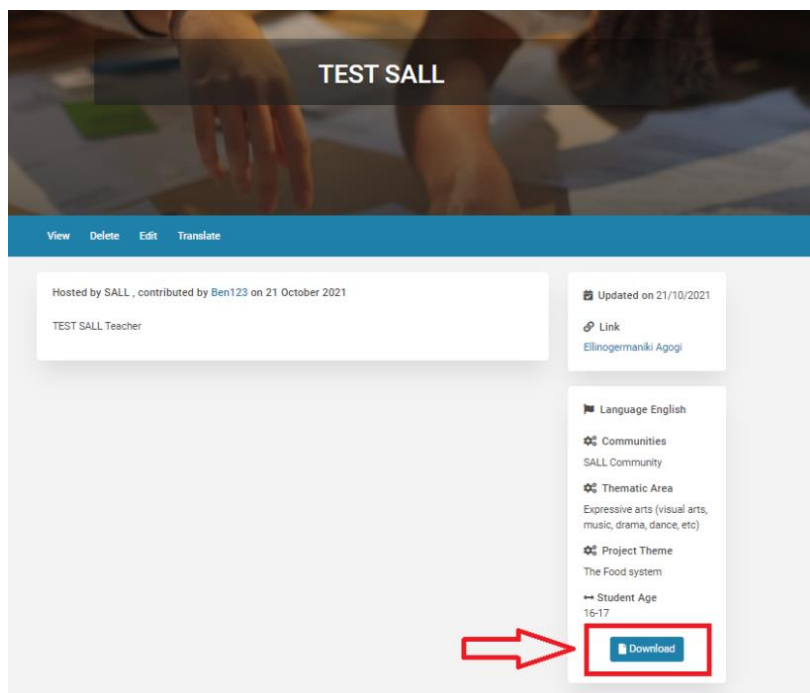 TEST SALL
View Delete Edit Translate
Hosted by SALL , contributed by Ben123 on 21 October 2021
TEST SALL Teacher
Updated on 21/10/2021
Link
Ellinogermaniki Agogi
Language English
Communities
SALL Community
Thematic Area
Expressive arts (visual arts,
music, drama, dance, etc)
Project Theme
The Food system
Student Age
16-17
Download